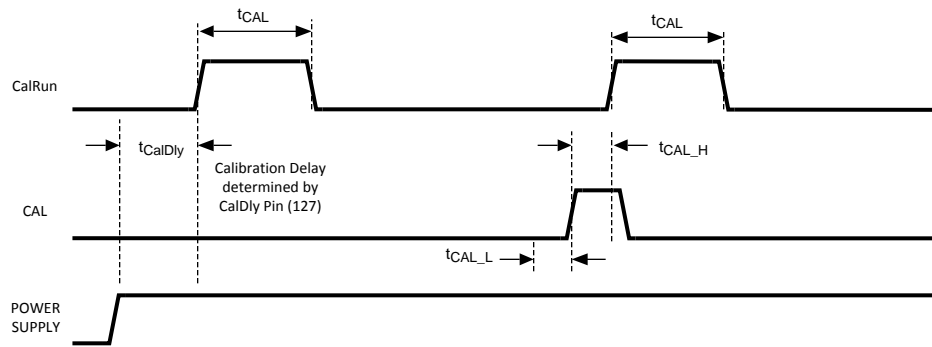 tCAL
tCAL
CalRun
tCalDly
tCAL_H
Calibration Delay
determined by
CalDly Pin (127)
CAL
tCAL_L
POWER
SUPPLY